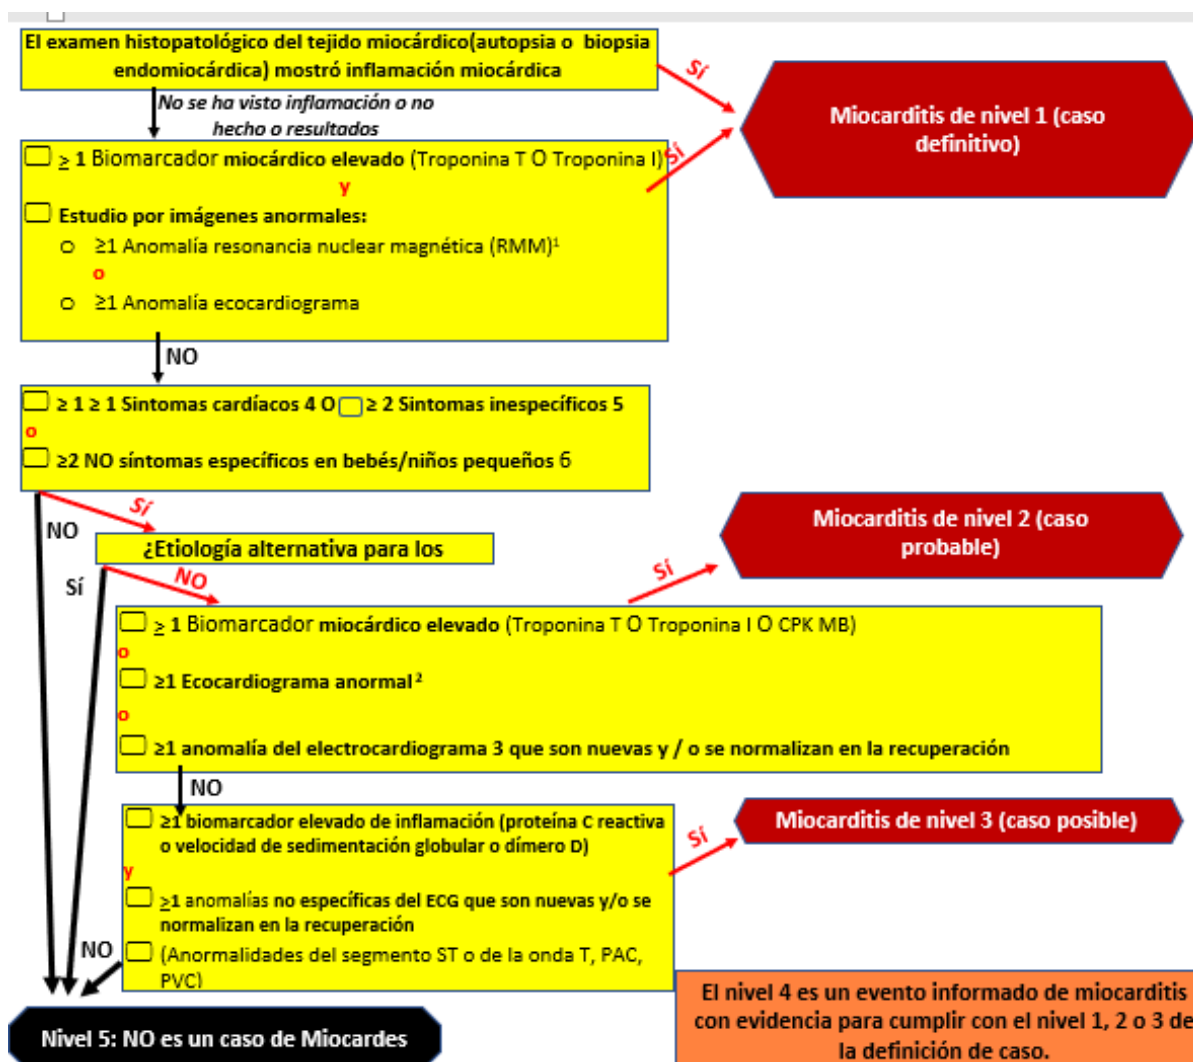 El examen histopatológico del tejido miocárdico(autopsia o biopsia
endomiocárdica) mostró inflamación miocárdica
Sí
Miocarditis de nivel 1 (caso
definitivo)
No se ha visto inflamación o no
hecho o resultados
≥ 1 Biomarcador miocárdico elevado (Troponina T O Troponina I)
Sí
y
Estudio por imágenes anormales:
≥1 Anomalía resonancia nuclear magnética (RMM)¹
o
≥1 Anomalía ecocardiograma
NO
≥ 1 ≥ 1 Sintomas cardíacos 4 O ≥ 2 Sintomas inespecíficos 5
o
≥2 NO síntomas específicos en bebés/niños pequeños 6
Sí
NO
Miocarditis de nivel 2 (caso
probable)
¿Etiología alternativa para los
Sí
NO
Sí
≥ 1 Biomarcador miocárdico elevado (Troponina T O Troponina I O CPK MB)
o
≥1 Ecocardiograma anormal²
o
≥1 anomalía del electrocardiograma 3 que son nuevas y / o se normalizan en la recuperación
NO
≥1 biomarcador elevado de inflamación (proteína C reactiva
o velocidad de sedimentación globular o dímero D)
Sí
Miocarditis de nivel 3 (caso posible)
y
≥1 anomalías no específicas del ECG que son nuevas y/o se
normalizan en la recuperación
NO
(Anormalidades del segmento ST o de la onda T, PAC,
PVC)
Nivel 5: NO es un caso de Miocardes
El nivel 4 es un evento informado de miocarditis
con evidencia para cumplir con el nivel 1, 2 o 3 de
la definición de caso.